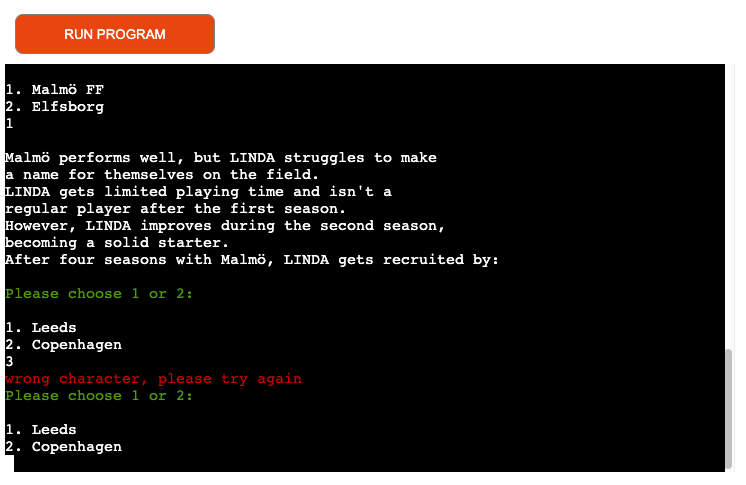 RUN PROGRAM
1. Malmö FF
2. Elfsborg
1
Malmö performs well, but LINDA struggles to make
a name for themselves on the field.
LINDA gets limited playing time and isn't a
regular player after the first season.
However, LINDA improves during the second season,
becoming a solid starter.
After four seasons with Malmö, LINDA gets recruited by:
Please choose 1 or 2:
1. Leeds
2. Copenhagen
3
wrong character, please try again
Please choose 1 or 2:
1. Leeds
2. Copenhagen